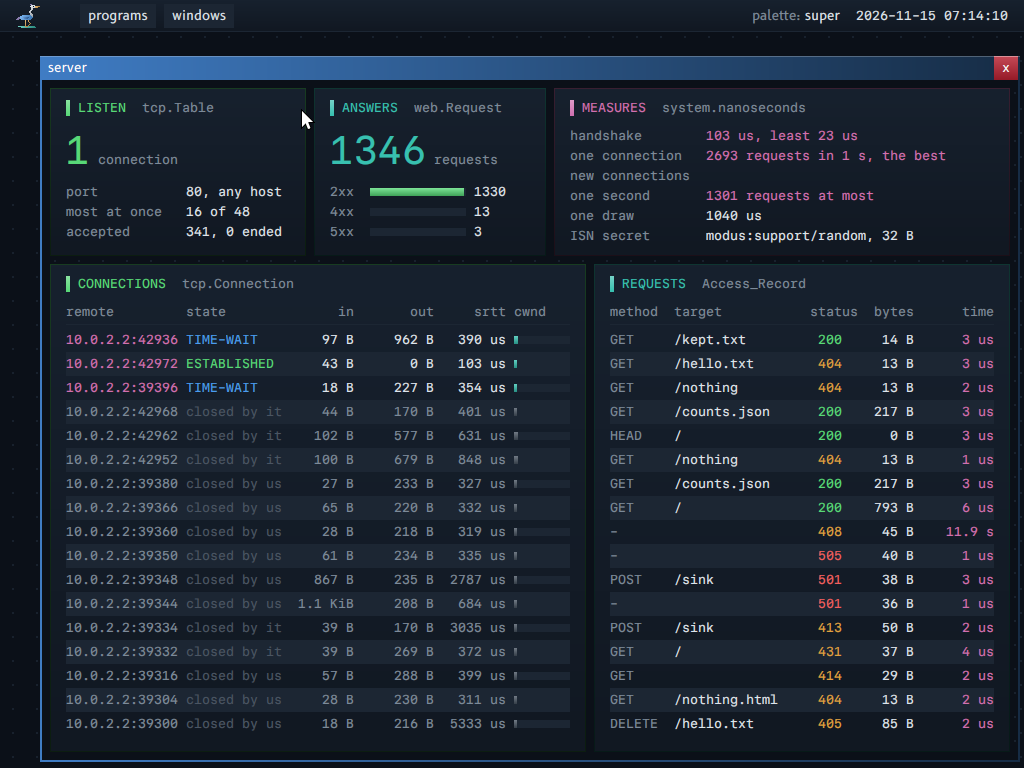 programs windows palette: super 2026-11-15 07:14:10
server x
LISTEN tcp.Table
1 connection
port 80, any host
most at once 16 of 48
accepted 341, 0 ended
ANSWERS web.Request
1346 requests
2xx 1330
4xx 13
5xx 3
MEASURES system.nanoseconds
handshake 103 us, least 23 us
one connection 2693 requests in 1 s, the best
new connections
one second 1301 requests at most
one draw 1040 us
ISN secret modus:support/random, 32 B
CONNECTIONS tcp.Connection
remote state in out srtt cwnd
10.0.2.2:42936 TIME-WAIT 97 B 962 B 390 us
10.0.2.2:42972 ESTABLISHED 43 B 0 B 103 us
10.0.2.2:39396 TIME-WAIT 18 B 227 B 354 us
10.0.2.2:42968 closed by it 44 B 170 B 401 us
10.0.2.2:42962 closed by it 102 B 577 B 631 us
10.0.2.2:42952 closed by it 100 B 679 B 848 us
10.0.2.2:39380 closed by us 27 B 233 B 327 us
10.0.2.2:39366 closed by us 65 B 220 B 332 us
10.0.2.2:39360 closed by us 28 B 218 B 319 us
10.0.2.2:39350 closed by us 61 B 234 B 335 us
10.0.2.2:39348 closed by us 867 B 235 B 2787 us
10.0.2.2:39344 closed by us 1.1 KiB 208 B 684 us
10.0.2.2:39334 closed by it 39 B 170 B 3035 us
10.0.2.2:39332 closed by it 39 B 269 B 372 us
10.0.2.2:39316 closed by us 57 B 288 B 399 us
10.0.2.2:39304 closed by us 28 B 230 B 311 us
10.0.2.2:39300 closed by us 18 B 216 B 5333 us
REQUESTS Access_Record
method target status bytes time
GET /kept.txt 200 14 B 3 us
GET /hello.txt 404 13 B 3 us
GET /nothing 404 13 B 2 us
GET /counts.json 200 217 B 3 us
HEAD / 200 0 B 3 us
GET /nothing 404 13 B 1 us
GET /counts.json 200 217 B 3 us
GET / 200 793 B 6 us
– 408 45 B 11.9 s
– 505 40 B 1 us
POST /sink 501 38 B 3 us
– 501 36 B 1 us
POST /sink 413 50 B 2 us
GET / 431 37 B 4 us
GET 414 29 B 2 us
GET /nothing.html 404 13 B 2 us
DELETE /hello.txt 405 85 B 2 us